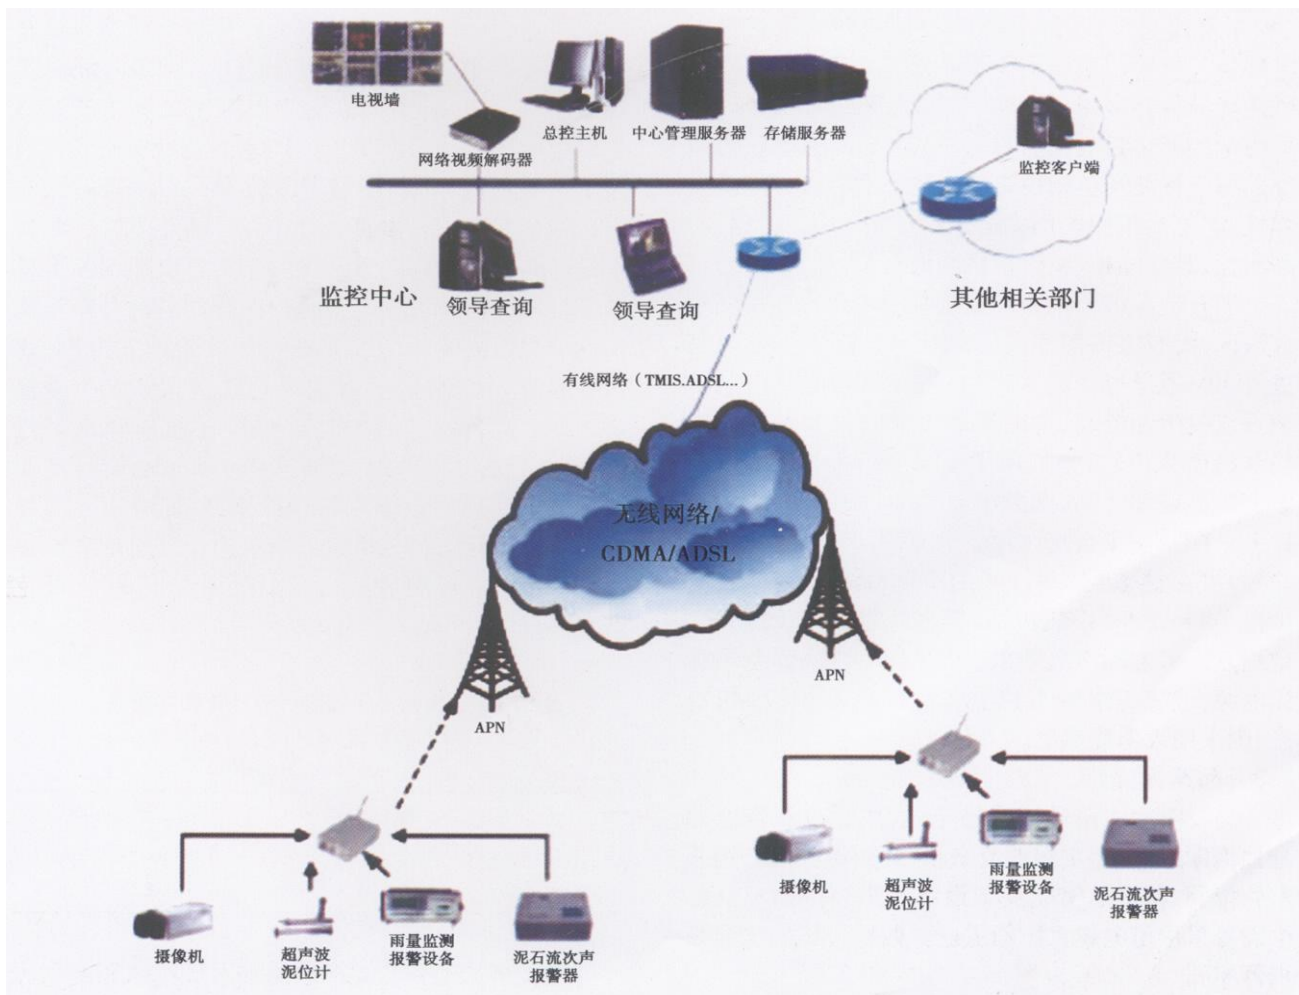 电视墙
网络视频解码器
总控主机
中心管理服务器
存储服务器
监控客户端
监控中心
领导查询
领导查询
其他相关部门
有线网络（TMIS.ADSL...）
无线网络/
CDMA/ADSL
APN
APN
摄像机
超声波
泥位计
雨量监测
报警设备
泥石流次声
报警器
摄像机
超声波
泥位计
雨量监测
报警设备
泥石流次声
报警器